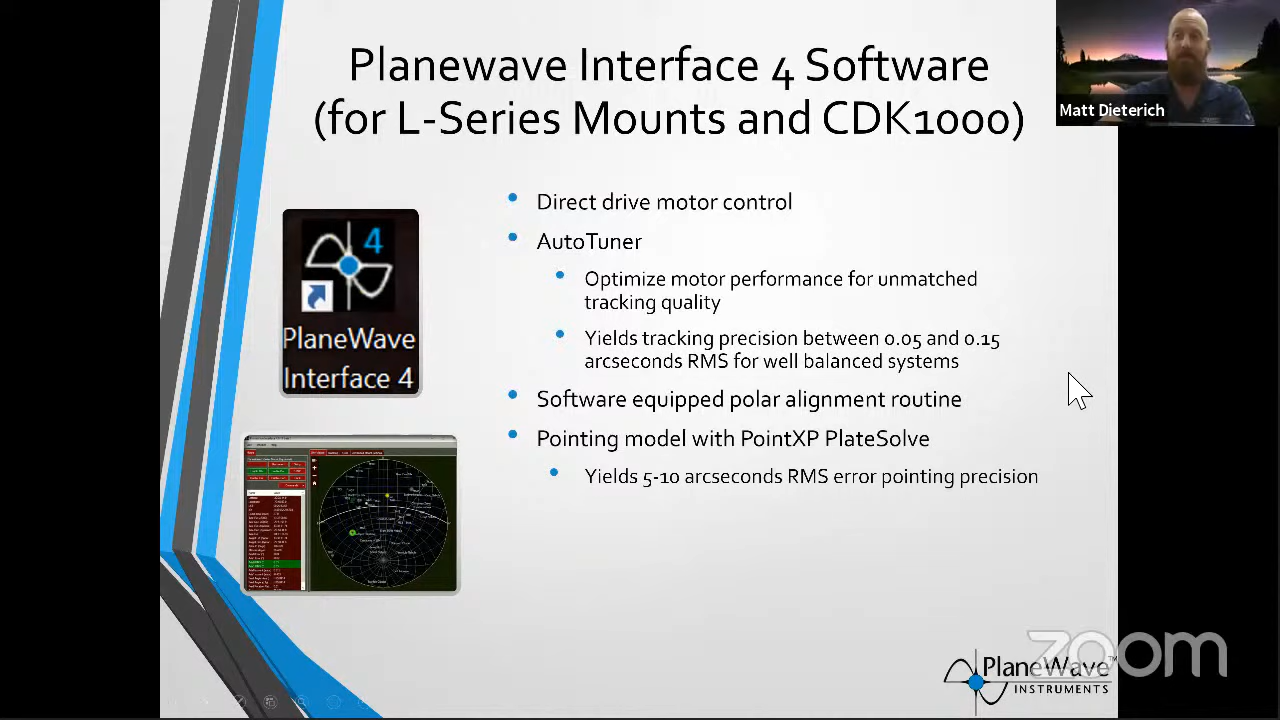 Planewave Interface 4 Software
(for L-Series Mounts and CDK1000)
Matt Dieterich
Direct drive motor control
AutoTuner
Optimize motor performance for unmatched
tracking quality
Yields tracking precision between 0.05 and 0.15
arcseconds RMS for well balanced systems
Software equipped polar alignment routine
Pointing model with PointXP PlateSolve
Yields 5-10 arcseconds RMS error pointing precision
4
PlaneWave
Interface 4
zoom
PlaneWave™
INSTRUMENTS